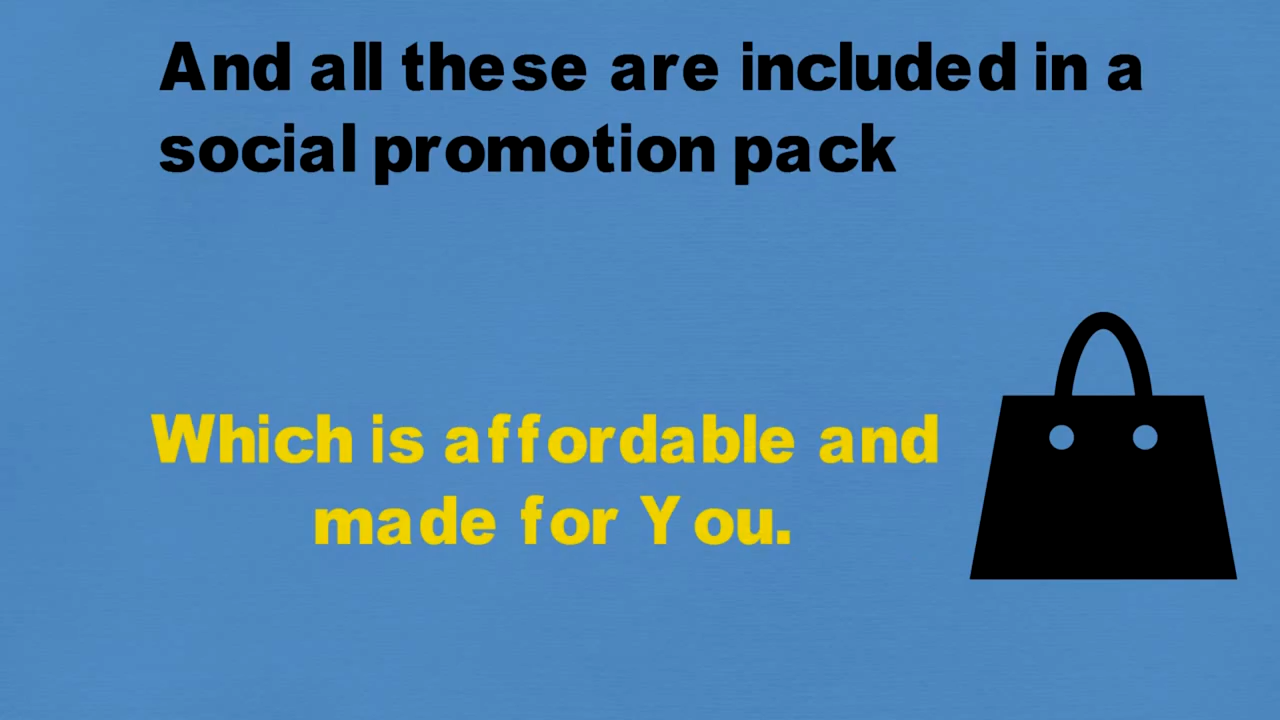 And all these are included in a
social promotion pack
Which is affordable and
made for You.